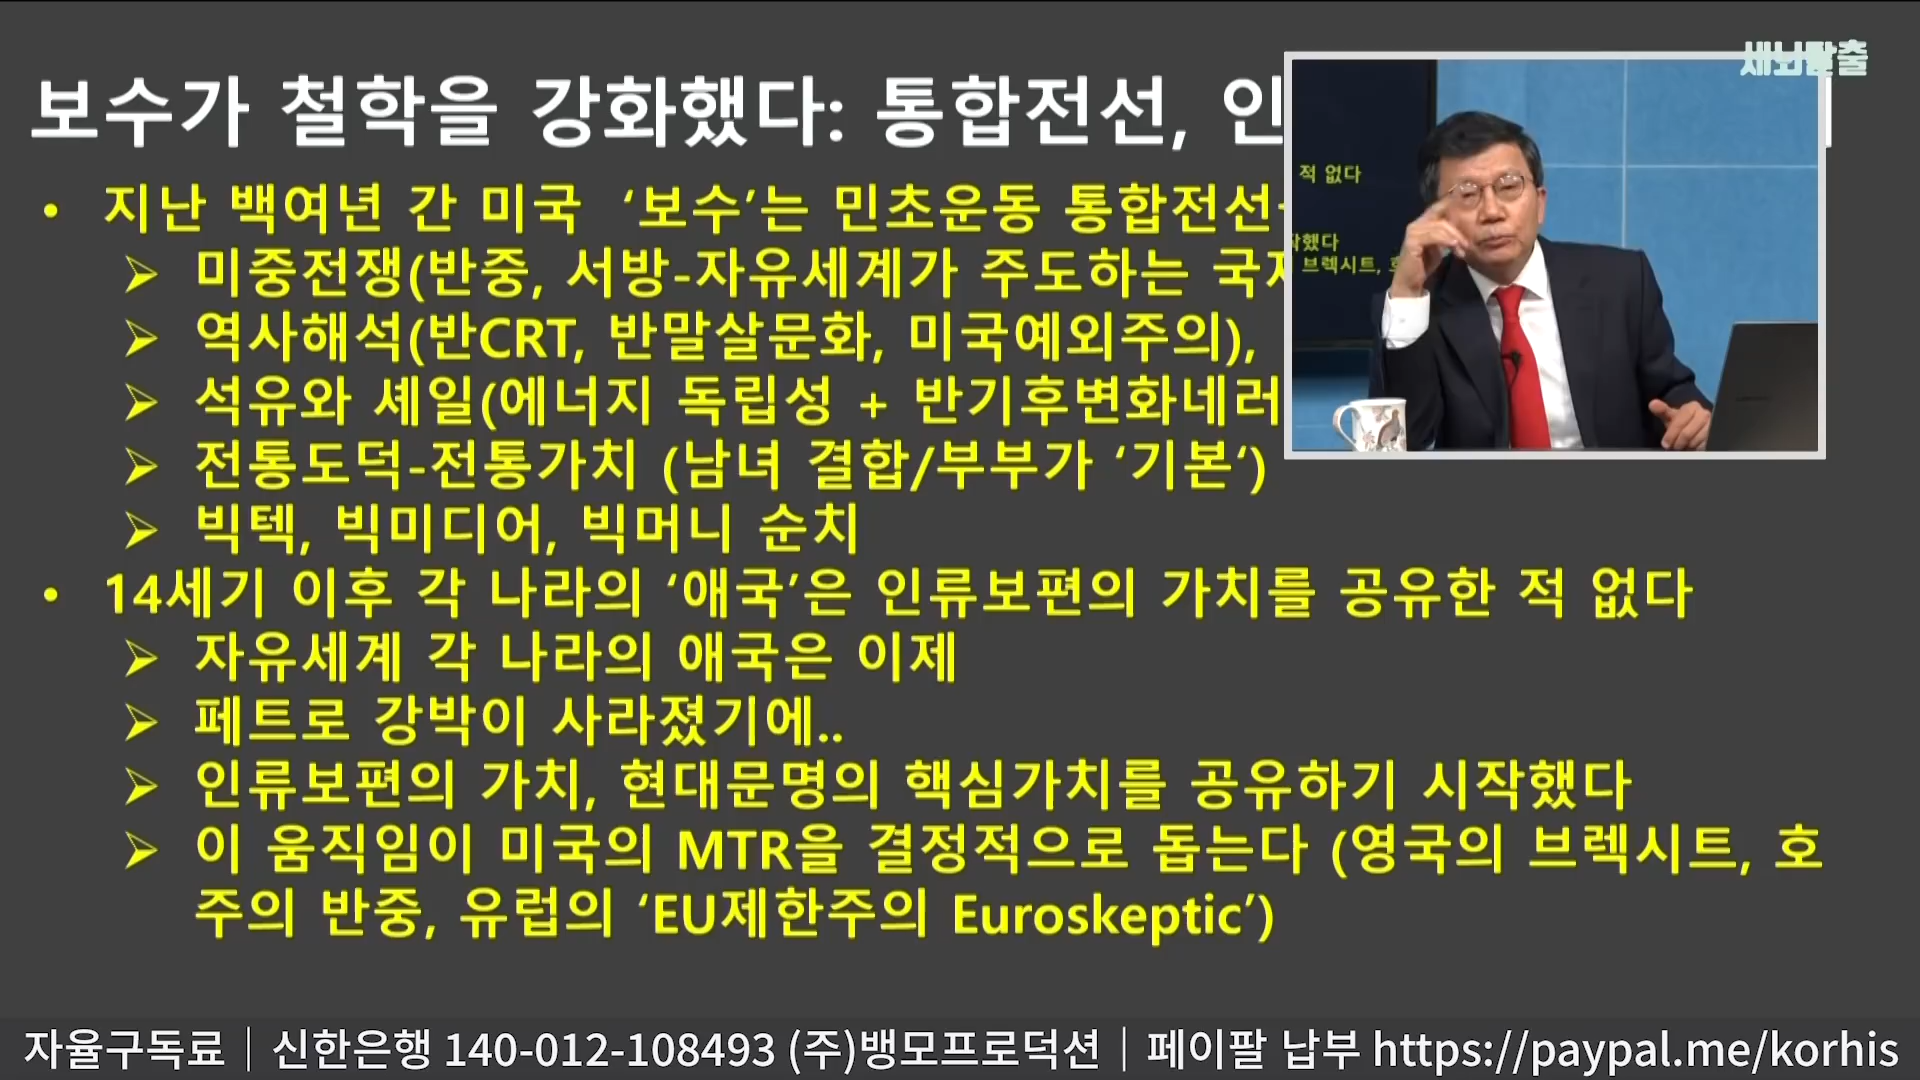 세뇌탈출
보수가 철학을 강화했다: 통합전선,
• 지난 백여년 간 미국 ‘보수’는 민초운동 통합전선
➢ 미중전쟁(반중, 서방-자유세계가 주도하는
➢ 역사해석(반CRT, 반말살문화, 미국예외주의),
➢ 석유와 셰일(에너지 독립성 + 반기후변화네러
➢ 전통도덕-전통가치 (남녀 결합/부부가 ‘기본‘)
➢ 빅텍, 빅미디어, 빅머니 순치
• 14세기 이후 각 나라의 ‘애국’은 인류보편의 가치를 공유한 적 없다
➢ 자유세계 각 나라의 애국은 이제
➢ 페트로 강박이 사라졌기에..
➢ 인류보편의 가치, 현대문명의 핵심가치를 공유하기 시작했다
➢ 이 움직임이 미국의 MTR을 결정적으로 돕는다 (영국의 브렉시트, 호
주의 반중, 유럽의 ‘EU제한주의 Euroskeptic’)
적 없다
작했다
브렉시트,
자율구독료│신한은행 140-012-108493 (주)뱅모프로덕션│페이팔 납부 https://paypal.me/korhis